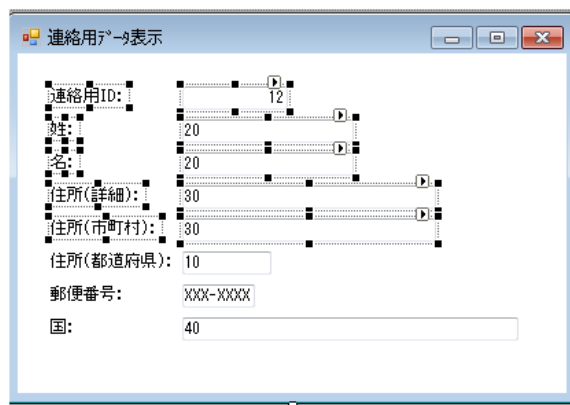 連絡用ﾃﾞｰﾀ表示
連絡用ID: 12
姓: 20
名: 20
住所(詳細): 30
住所(市町村): 30
住所(都道府県): 10
郵便番号: XXX-XXXX
国: 40